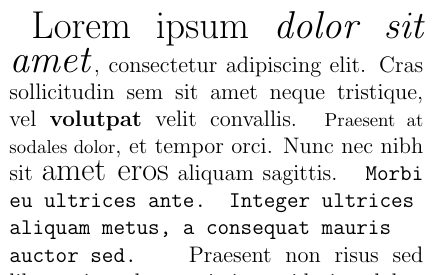 Lorem ipsum dolor sit
amet, consectetur adipiscing elit. Cras
sollicitudin sem sit amet neque tristique,
vel volutpat velit convallis. Praesent at
sodales dolor, et tempor orci. Nunc nec nibh
sit amet eros aliquam sagittis. Morbi
eu ultrices ante. Integer ultrices
aliquam metus, a consequat mauris
auctor sed. Praesent non risus sed